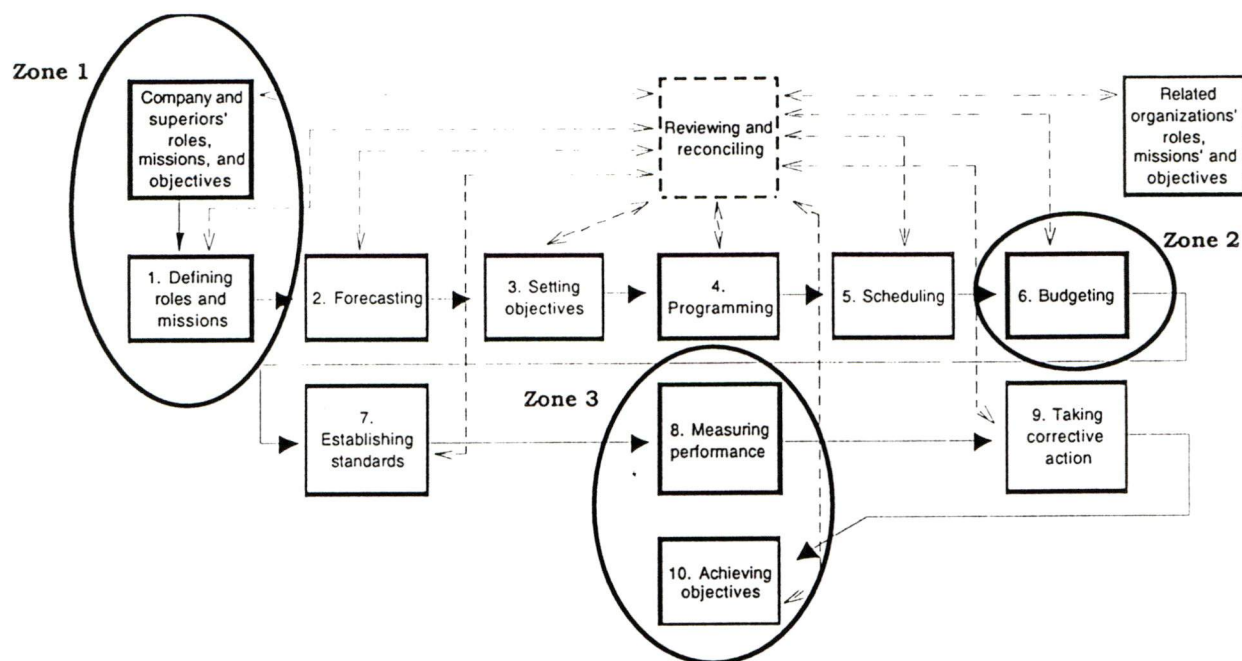 Zone 1
Company and
superiors'
roles,
missions, and
objectives
Reviewing and
reconciling
Related
organizations'
roles,
missions' and
objectives
Zone 2
1. Defining
roles and
missions
2. Forecasting
3. Setting
objectives
4.
Programming
5. Scheduling
6. Budgeting
Zone 3
7.
Establishing
standards
8. Measuring
performance
9. Taking
corrective
action
10. Achieving
objectives